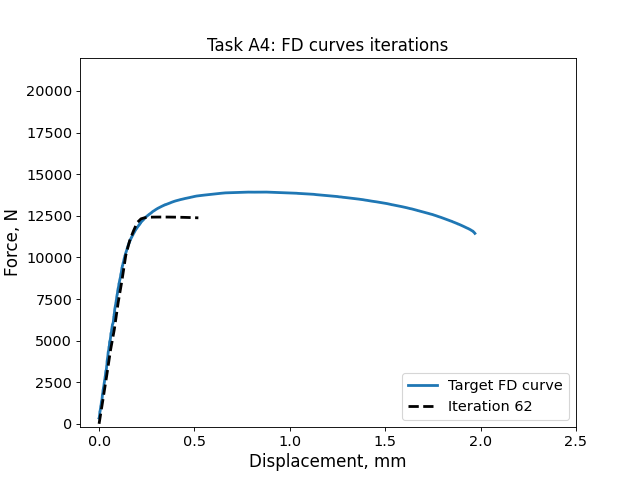 Task A4: FD curves iterations
Force, N
20000
17500
15000
12500
10000
7500
5000
2500
0
0.0 0.5 1.0 1.5 2.0 2.5
Displacement, mm
Target FD curve
Iteration 62